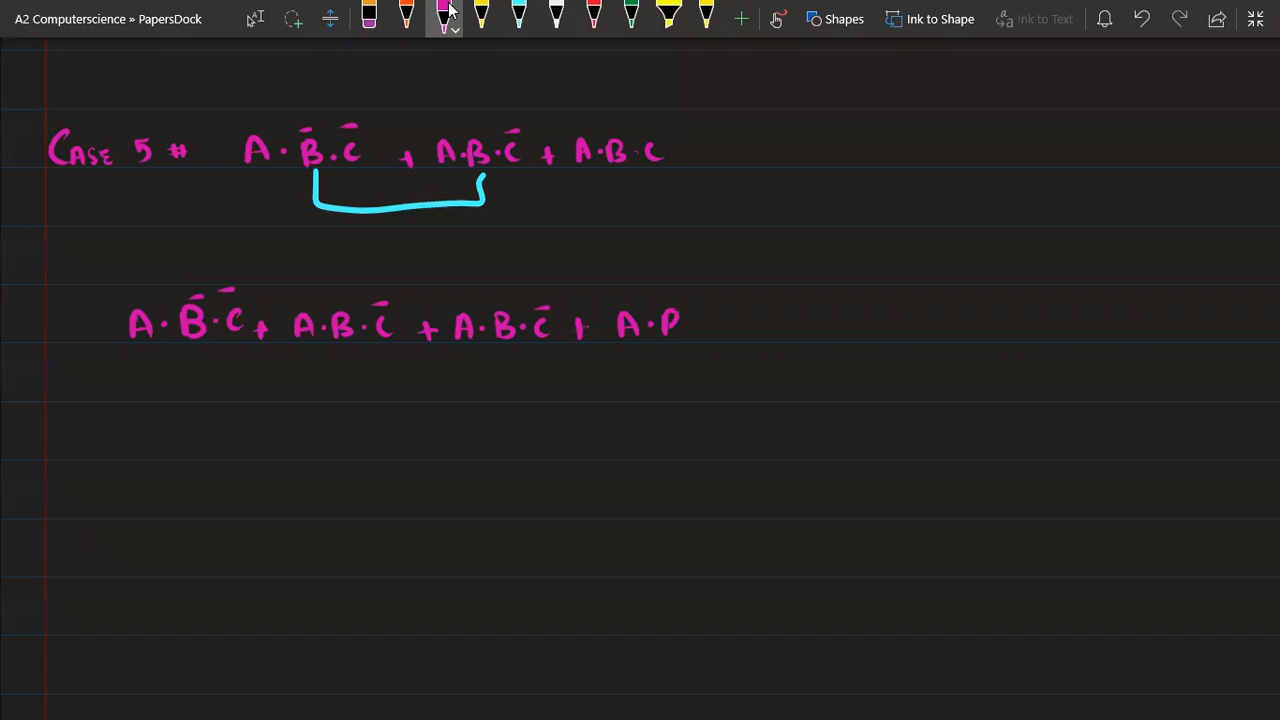 A2 Computerscience » PapersDock Shapes Ink to Shape Ink to Text
CASE 5 # A · B̄ · C̄ + A·B·C̄ + A·B·C
A · B̄ · C̄ + A·B·C̄ + A·B·C̄ + A·P